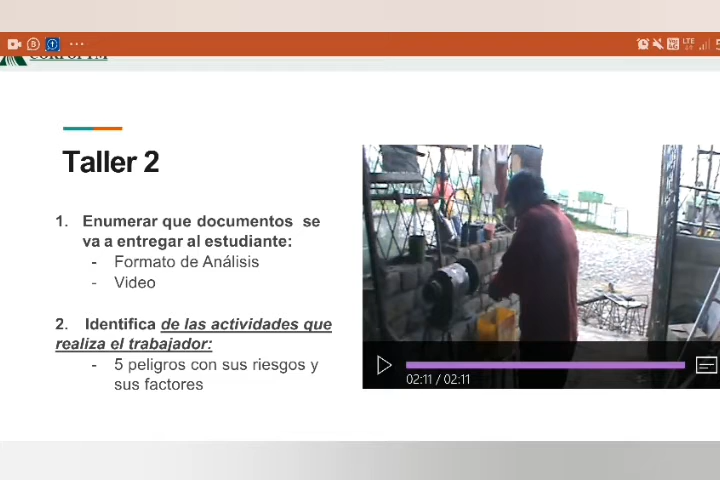 LTE
Taller 2
1. Enumerar que documentos se
va a entregar al estudiante:
- Formato de Análisis
- Video
2. Identifica de las actividades que
realiza el trabajador:
- 5 peligros con sus riesgos y
sus factores
02:11 / 02:11